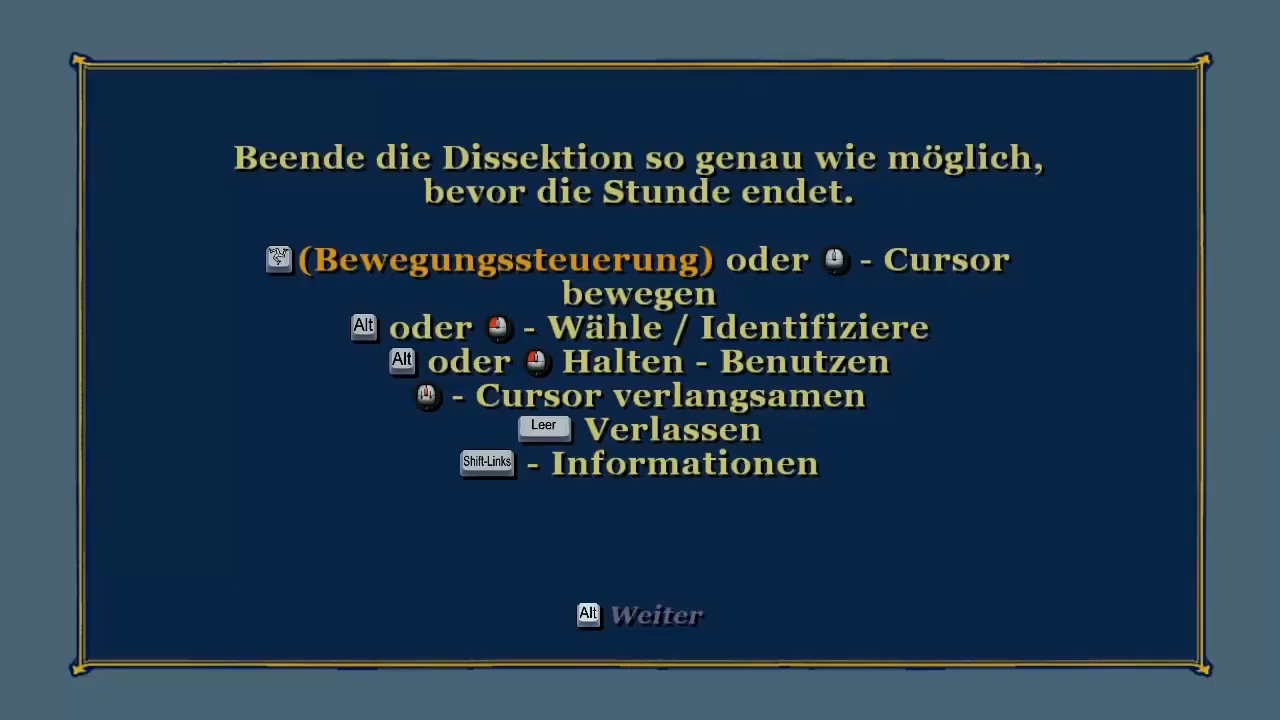 Beende die Dissektion so genau wie möglich,
bevor die Stunde endet.
(Bewegungssteuerung) oder - Cursor
bewegen
Alt oder - Wähle / Identifiziere
Alt oder Halten - Benutzen
- Cursor verlangsamen
Leer Verlassen
Shift-Links - Informationen
Alt Weiter